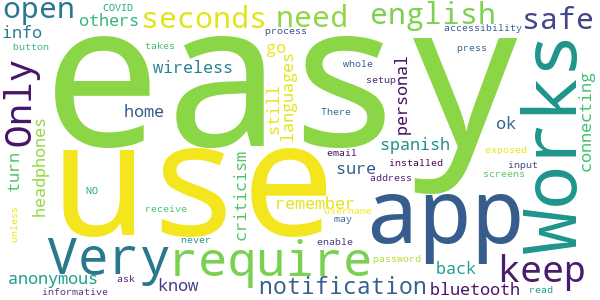 open
COVID
others
seconds
need
english
safe
info
button
takes
process
go
accessibility
press
easy
Only
wireless
languages
whole
personal
Works
still
setup
home
There
ok
connecting
headphones
spanish
turn
use
criticism
email
installed
exposed
sure
address
input
screens
NO
app
remember
username
receive
may
unless
Very
never
enable
require
password
back
keep
anonymous
ask
know
notification
bluetooth
read
informative